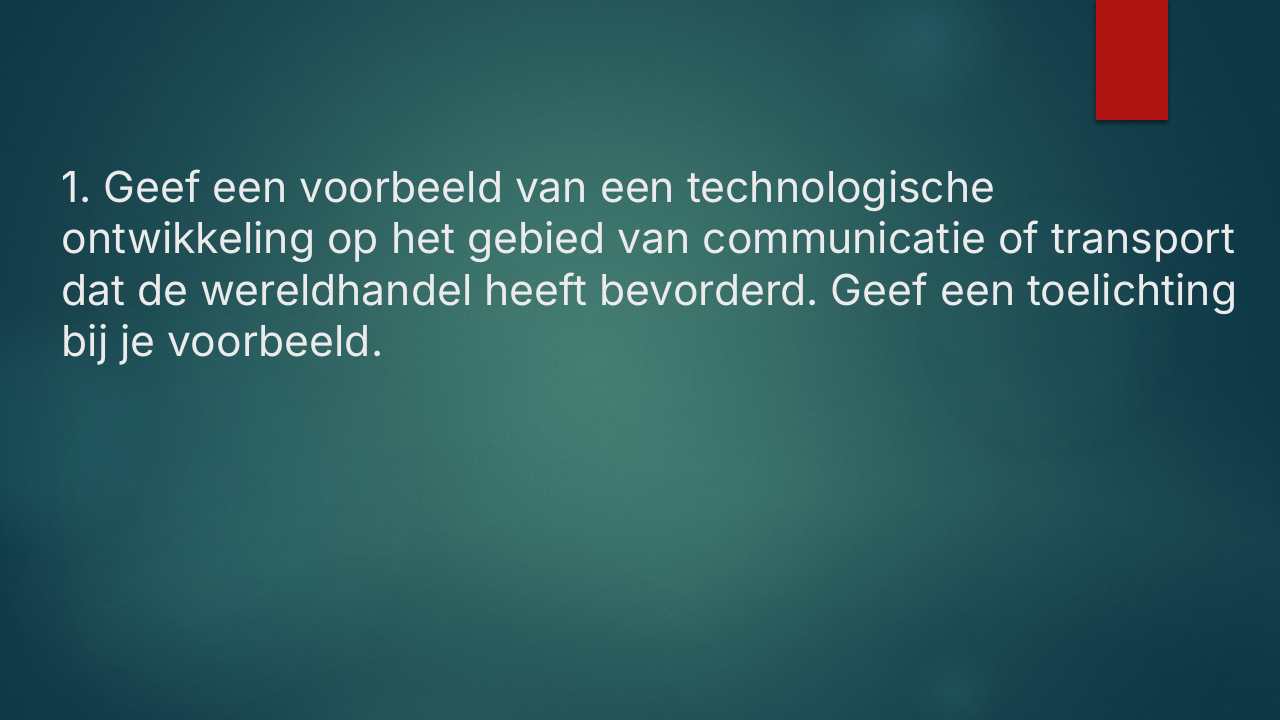 1. Geef een voorbeeld van een technologische
ontwikkeling op het gebied van communicatie of transport
dat de wereldhandel heeft bevorderd. Geef een toelichting
bij je voorbeeld.